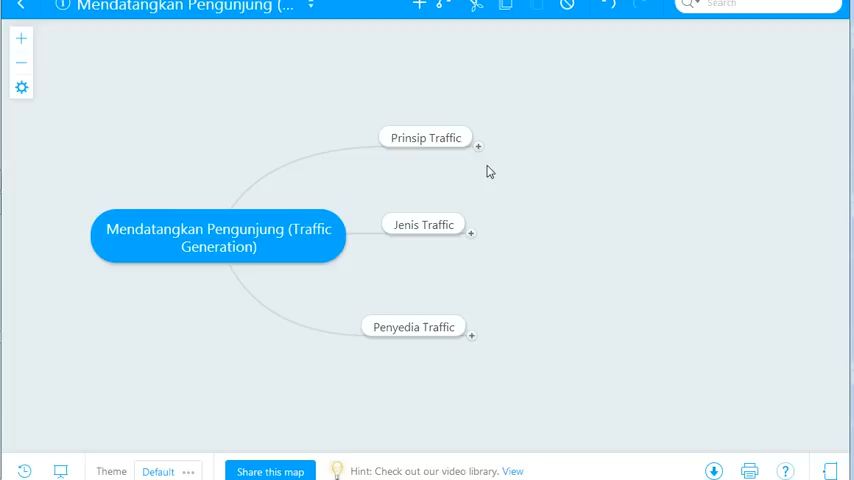 Mendatangkan Pengunjung (...
Search
Prinsip Traffic
Jenis Traffic
Mendatangkan Pengunjung (Traffic
Generation)
Penyedia Traffic
Theme
Default
Share this map
Hint: Check out our video library. View